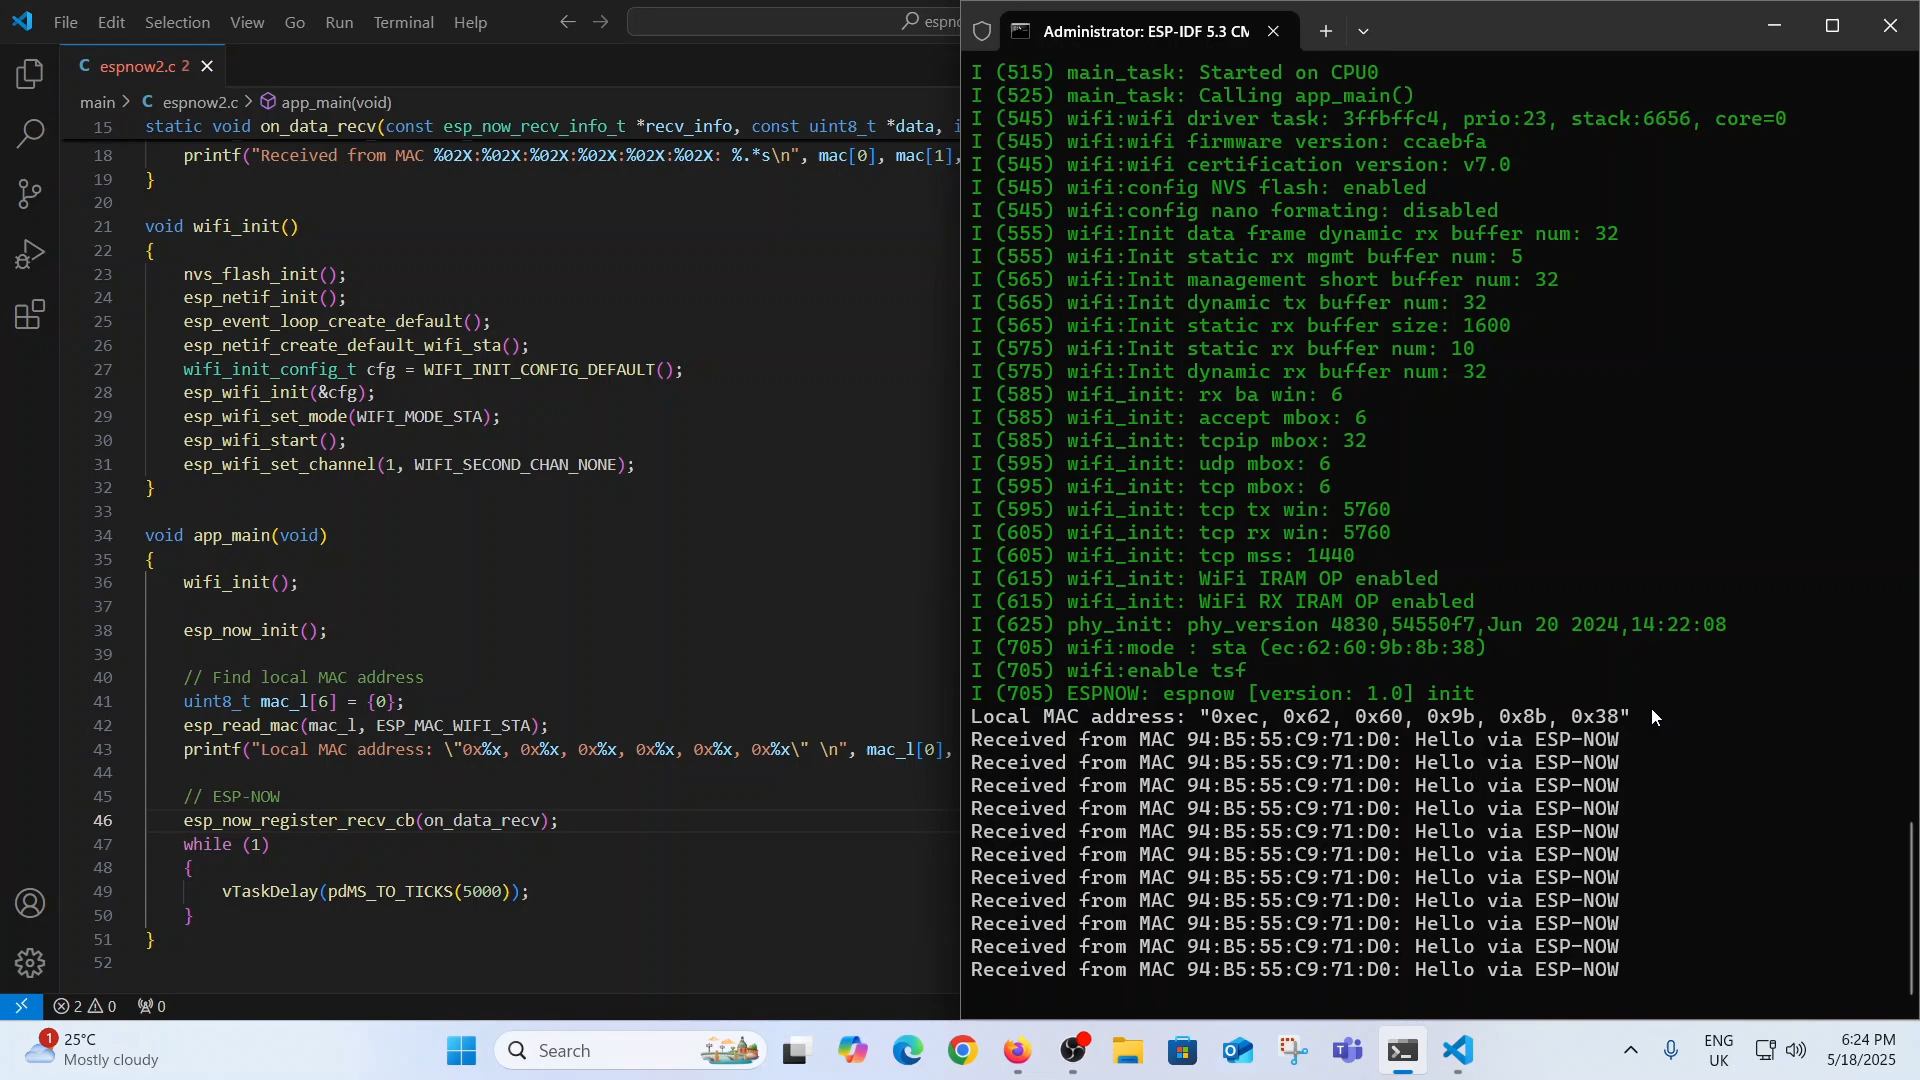 File Edit Selection View Go Run Terminal Help
espno
espnow2.c 2
main > C espnow2.c > app_main(void)
15 static void on_data_recv(const esp_now_recv_info_t *recv_info, const uint8_t *data, i
18 printf("Received from MAC %02X:%02X:%02X:%02X:%02X:%02X: %.*s\n", mac[0], mac[1],
19 }
20
21 void wifi_init()
22 {
23 nvs_flash_init();
24 esp_netif_init();
25 esp_event_loop_create_default();
26 esp_netif_create_default_wifi_sta();
27 wifi_init_config_t cfg = WIFI_INIT_CONFIG_DEFAULT();
28 esp_wifi_init(&cfg);
29 esp_wifi_set_mode(WIFI_MODE_STA);
30 esp_wifi_start();
31 esp_wifi_set_channel(1, WIFI_SECOND_CHAN_NONE);
32 }
33
34 void app_main(void)
35 {
36 wifi_init();
37
38 esp_now_init();
39
40 // Find local MAC address
41 uint8_t mac_l[6] = {0};
42 esp_read_mac(mac_l, ESP_MAC_WIFI_STA);
43 printf("Local MAC address: \"0x%x, 0x%x, 0x%x, 0x%x, 0x%x, 0x%x\" \n", mac_l[0],
44
45 // ESP-NOW
46 esp_now_register_recv_cb(on_data_recv);
47 while (1)
48 {
49 vTaskDelay(pdMS_TO_TICKS(5000));
50 }
51 }
52
2 0 0
Administrator: ESP-IDF 5.3 CM
I (515) main_task: Started on CPU0
I (525) main_task: Calling app_main()
I (545) wifi:wifi driver task: 3ffbffc4, prio:23, stack:6656, core=0
I (545) wifi:wifi firmware version: ccaebfa
I (545) wifi:wifi certification version: v7.0
I (545) wifi:config NVS flash: enabled
I (545) wifi:config nano formating: disabled
I (555) wifi:Init data frame dynamic rx buffer num: 32
I (555) wifi:Init static rx mgmt buffer num: 5
I (565) wifi:Init management short buffer num: 32
I (565) wifi:Init dynamic tx buffer num: 32
I (565) wifi:Init static rx buffer size: 1600
I (575) wifi:Init static rx buffer num: 10
I (575) wifi:Init dynamic rx buffer num: 32
I (585) wifi_init: rx ba win: 6
I (585) wifi_init: accept mbox: 6
I (585) wifi_init: tcpip mbox: 32
I (595) wifi_init: udp mbox: 6
I (595) wifi_init: tcp mbox: 6
I (595) wifi_init: tcp tx win: 5760
I (605) wifi_init: tcp rx win: 5760
I (605) wifi_init: tcp mss: 1440
I (615) wifi_init: WiFi IRAM OP enabled
I (615) wifi_init: WiFi RX IRAM OP enabled
I (625) phy_init: phy_version 4830,54550f7,Jun 20 2024,14:22:08
I (705) wifi:mode : sta (ec:62:60:9b:8b:38)
I (705) wifi:enable tsf
I (705) ESPNOW: espnow [version: 1.0] init
Local MAC address: "0xec, 0x62, 0x60, 0x9b, 0x8b, 0x38"
Received from MAC 94:B5:55:C9:71:D0: Hello via ESP-NOW
Received from MAC 94:B5:55:C9:71:D0: Hello via ESP-NOW
Received from MAC 94:B5:55:C9:71:D0: Hello via ESP-NOW
Received from MAC 94:B5:55:C9:71:D0: Hello via ESP-NOW
Received from MAC 94:B5:55:C9:71:D0: Hello via ESP-NOW
Received from MAC 94:B5:55:C9:71:D0: Hello via ESP-NOW
Received from MAC 94:B5:55:C9:71:D0: Hello via ESP-NOW
Received from MAC 94:B5:55:C9:71:D0: Hello via ESP-NOW
Received from MAC 94:B5:55:C9:71:D0: Hello via ESP-NOW
Received from MAC 94:B5:55:C9:71:D0: Hello via ESP-NOW
Received from MAC 94:B5:55:C9:71:D0: Hello via ESP-NOW
1 25°C
Mostly cloudy
Search
ENG
UK
6:24 PM
5/18/2025